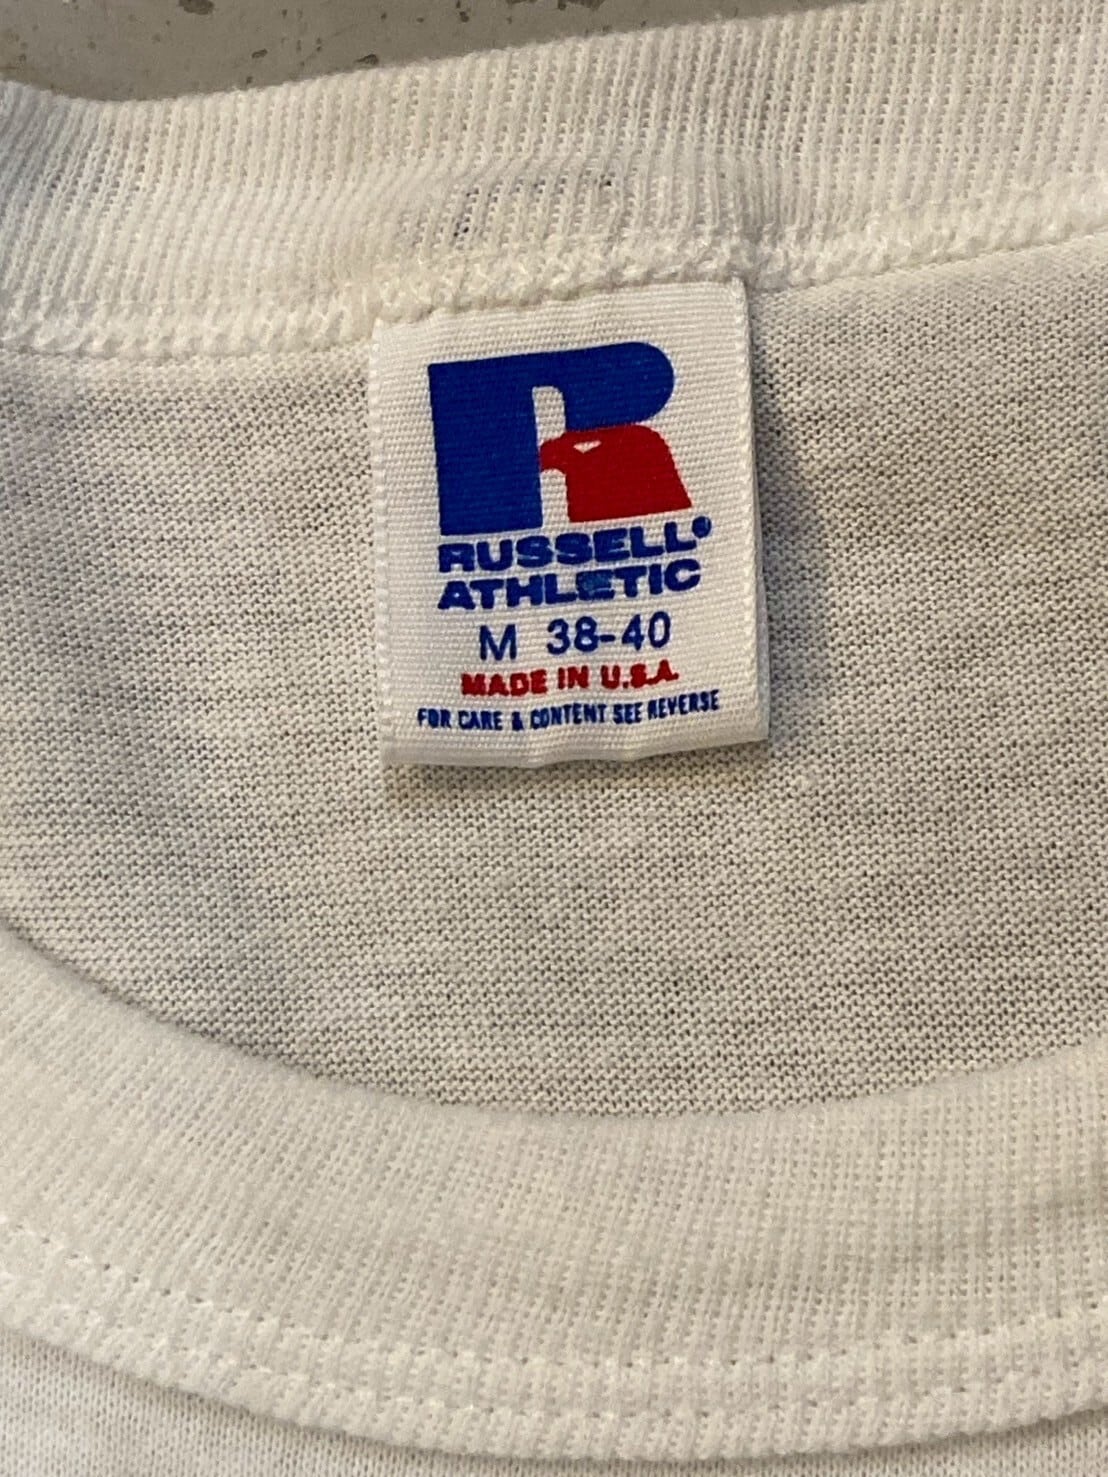 R
RUSSELL®
ATHLETIC
M 38-40
MADE IN U.S.A.
FOR CARE & CONTENT SEE REVERSE